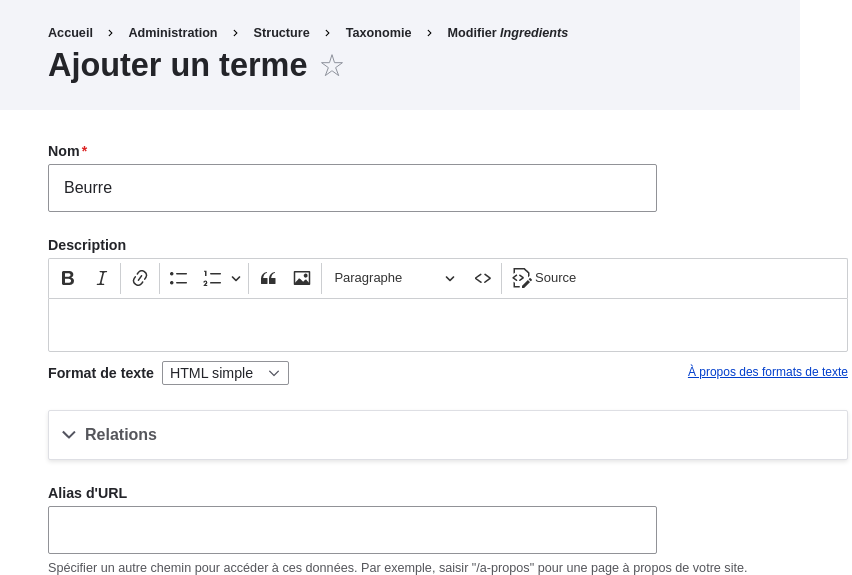 Accueil > Administration > Structure > Taxonomie > Modifier Ingredients
Ajouter un terme
Nom*
Beurre
Description
B I Paragraphe Source
Format de texte HTML simple À propos des formats de texte
Relations
Alias d'URL
Spécifier un autre chemin pour accéder à ces données. Par exemple, saisir "/a-propos" pour une page à propos de votre site.